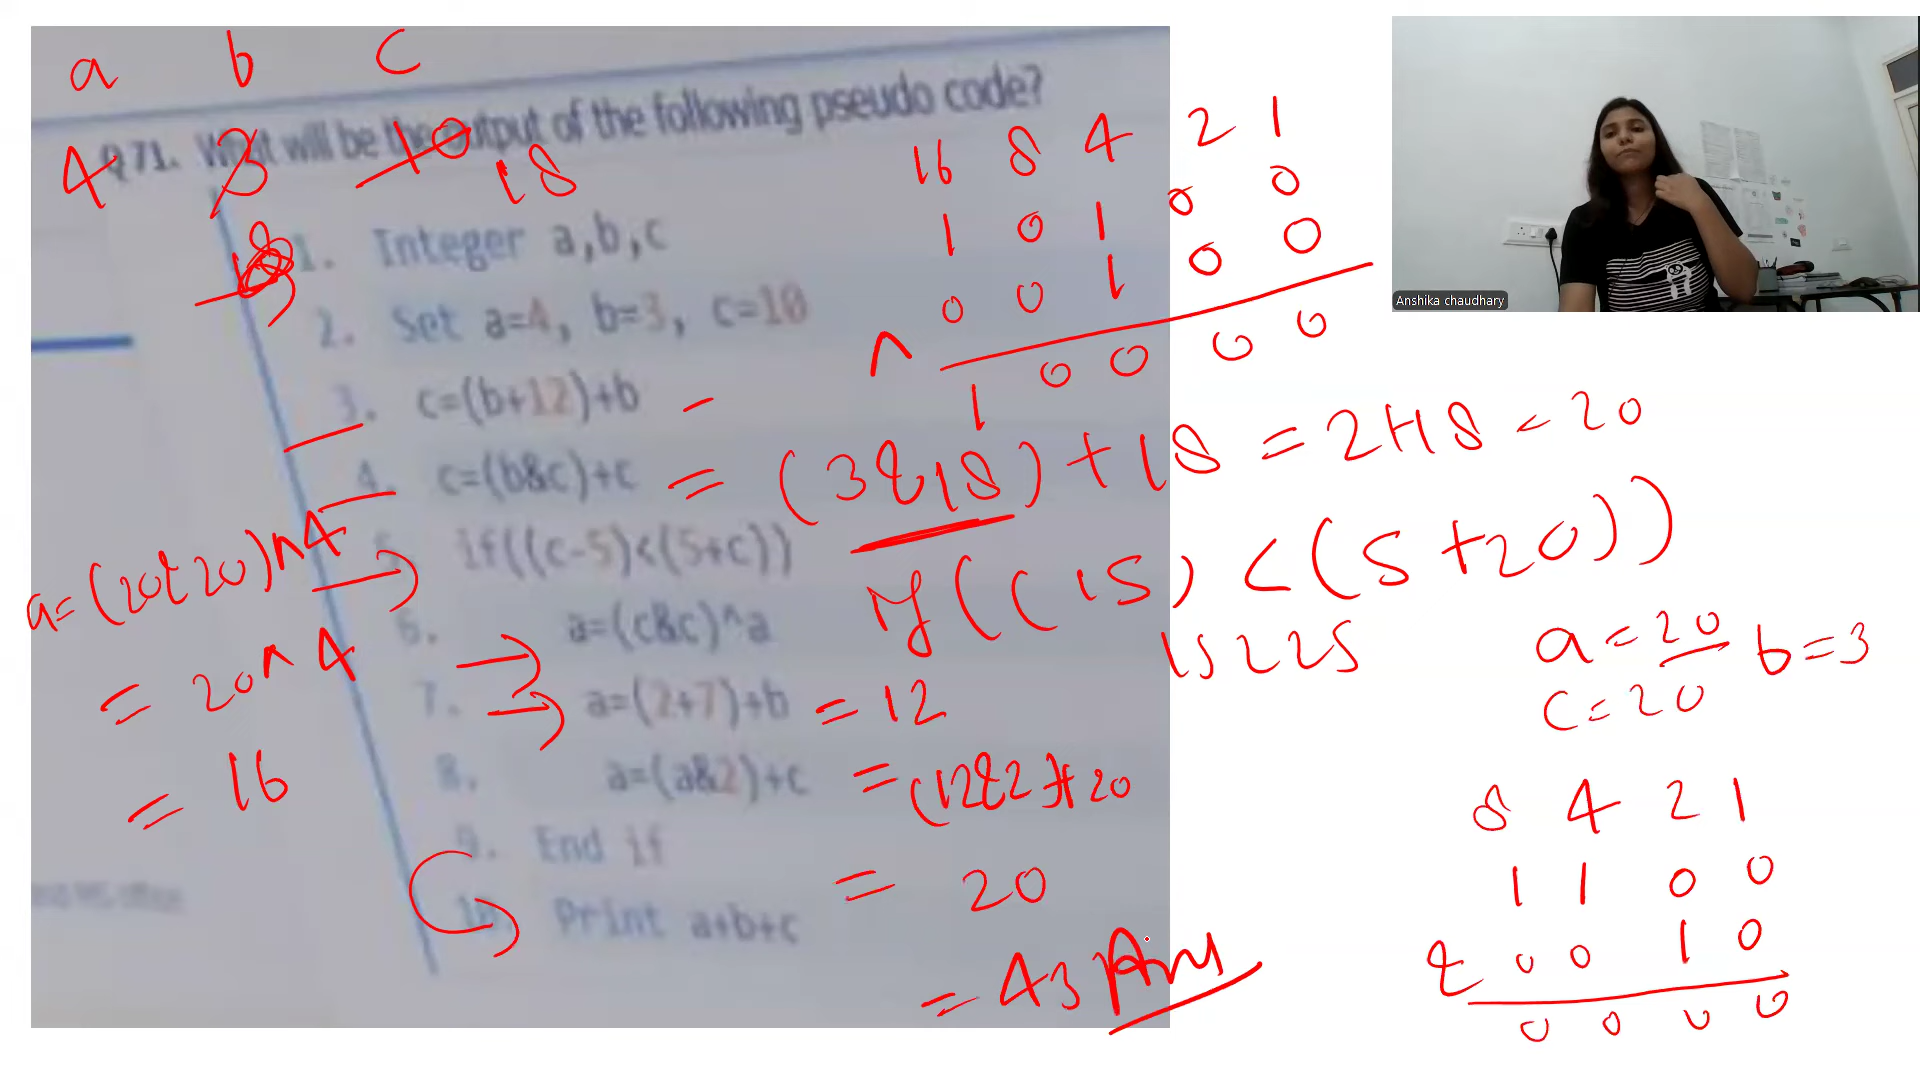 a b c
Q 71. What will be the output of the following pseudo code?
4 3 10 18
8
1. Integer a,b,c
2. Set a=4, b=3, c=10
3. c=(b+12)+b =
4. c=(b&c)+c = (3&18)+18 = 2+18 = 20
5. if((c-5)<(5+c)) if((15)<(5+20))
15<25
6. a=(c&c)^a
7. a=(2+7)+b = 12
8. a=(a&2)+c = (12&2)+20
= 20
9. End if
10. Print a+b+c
= 43 Ans
a=(20&20)^4
= 20^4
= 16
16 8 4 2 1
1 0 1 0 0
0 0 1 0 0
^
1 0 0 0 0
a=20 b=3
c=20
8 4 2 1
1 1 0 0
& 0 0 1 0
0 0 0 0
Anshika chaudhary